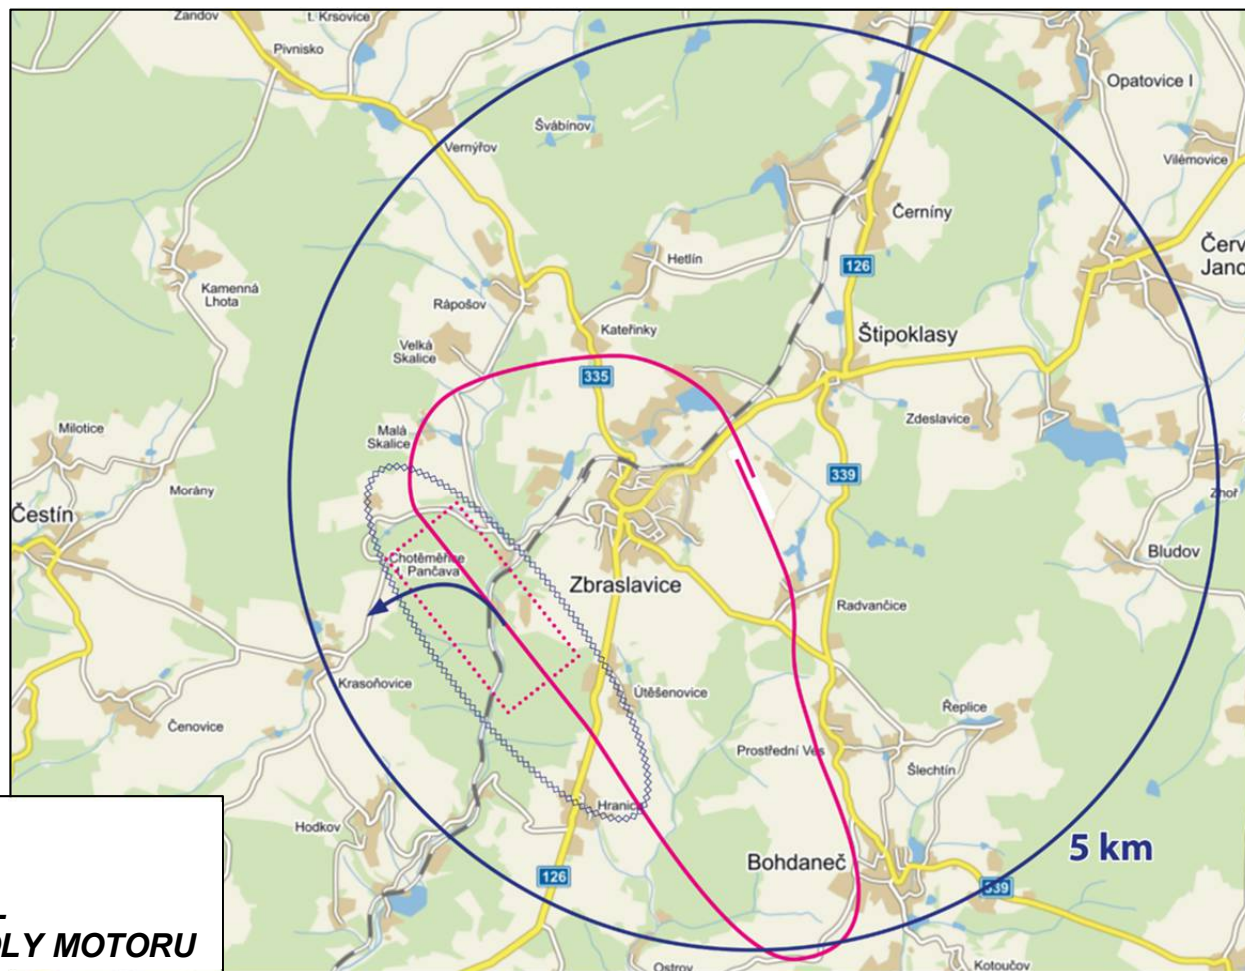 Žandov
t. Krsovice
Pivnisko
Opatovice I
Švábínov
Vernýřov
Vilémovice
Černíny
Červ
Jano
Hetlín
126
Kamenná
Lhota
Rápošov
Kateřinky
Štipoklasy
Velká
Skalice
335
Zdeslavice
Malá
Skalice
Milotice
339
Morány
Zhoř
Čestín
Bludov
Chotěměřice
Pančava
Zbraslavice
Radvančice
Krasoňovice
Útěšenovice
Řeplice
Čenovice
Prostřední Ves
Šlechtín
Hranice
Hodkov
5 km
Bohdaneč
126
339
OLY MOTORU
Ostrov
Kotoučov